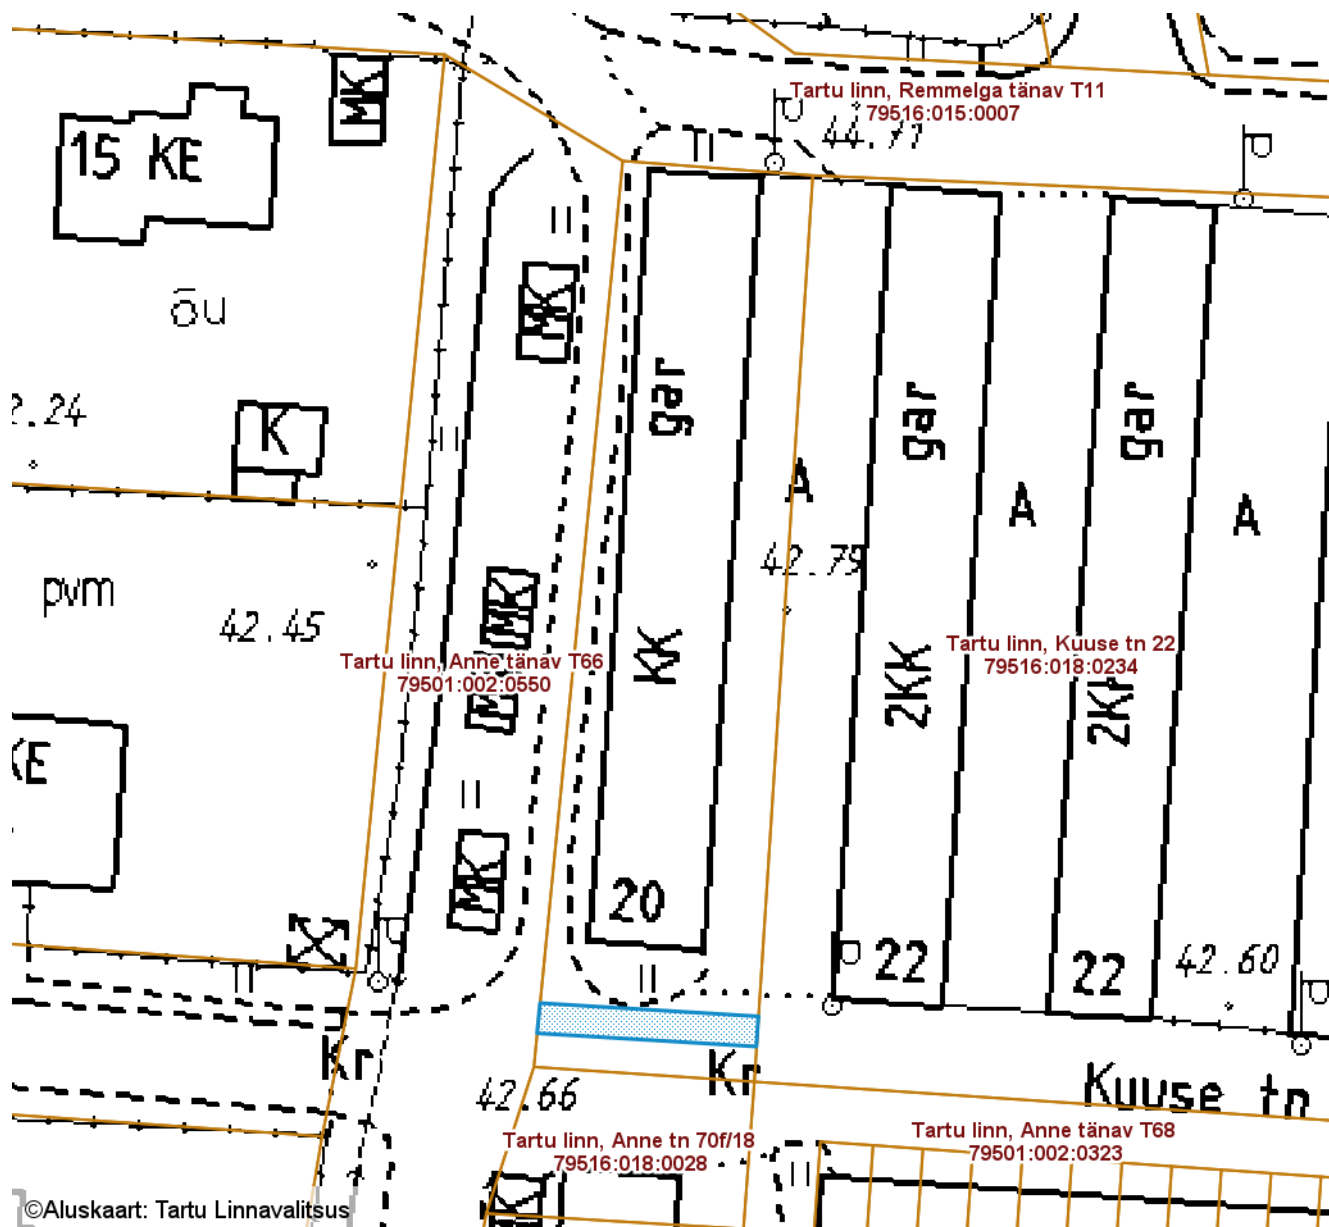 MK
15 KE
Tartu linn, Remmelga tänav T11
79516:015:0007
44.71
õu
MK
gar
gar
gar
2.24
K
A
A
A
42.79
pvm
42.45
MK
KK
2KK
Tartu linn, Kuuse tn 22
79516:018:0234
Tartu linn, Anne tänav T66
79501:002:0550
KE
MK
20
22
22
42.60
Kr
Kr
42.66
Kuuse tn
Tartu linn, Anne tn 70f/18
79516:018:0028
Tartu linn, Anne tänav T68
79501:002:0323
MK
©Aluskaart: Tartu Linnavalitsus